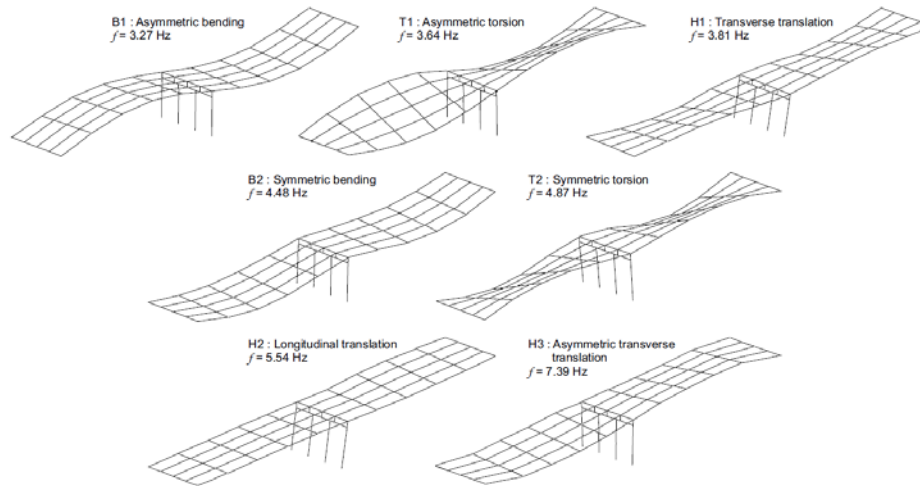 B1 : Asymmetric bending
f = 3.27 Hz
T1 : Asymmetric torsion
f = 3.64 Hz
H1 : Transverse translation
f = 3.81 Hz
B2 : Symmetric bending
f = 4.48 Hz
T2 : Symmetric torsion
f = 4.87 Hz
H2 : Longitudinal translation
f = 5.54 Hz
H3 : Asymmetric transverse
translation
f = 7.39 Hz